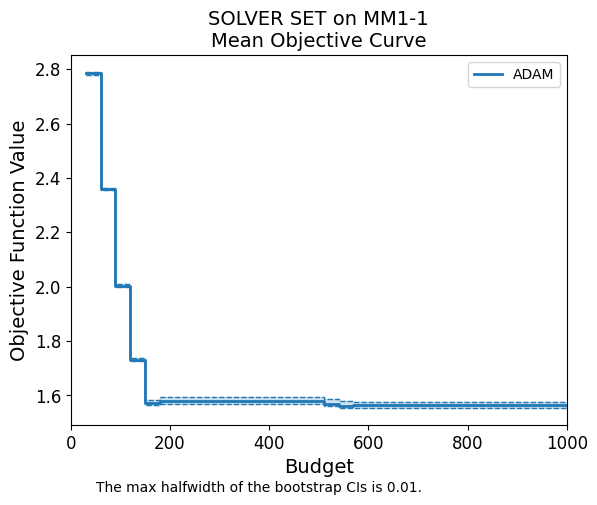 SOLVER SET on MM1-1
Mean Objective Curve
ADAM
Objective Function Value
2.8
2.6
2.4
2.2
2.0
1.8
1.6
0 200 400 600 800 1000
Budget
The max halfwidth of the bootstrap CIs is 0.01.